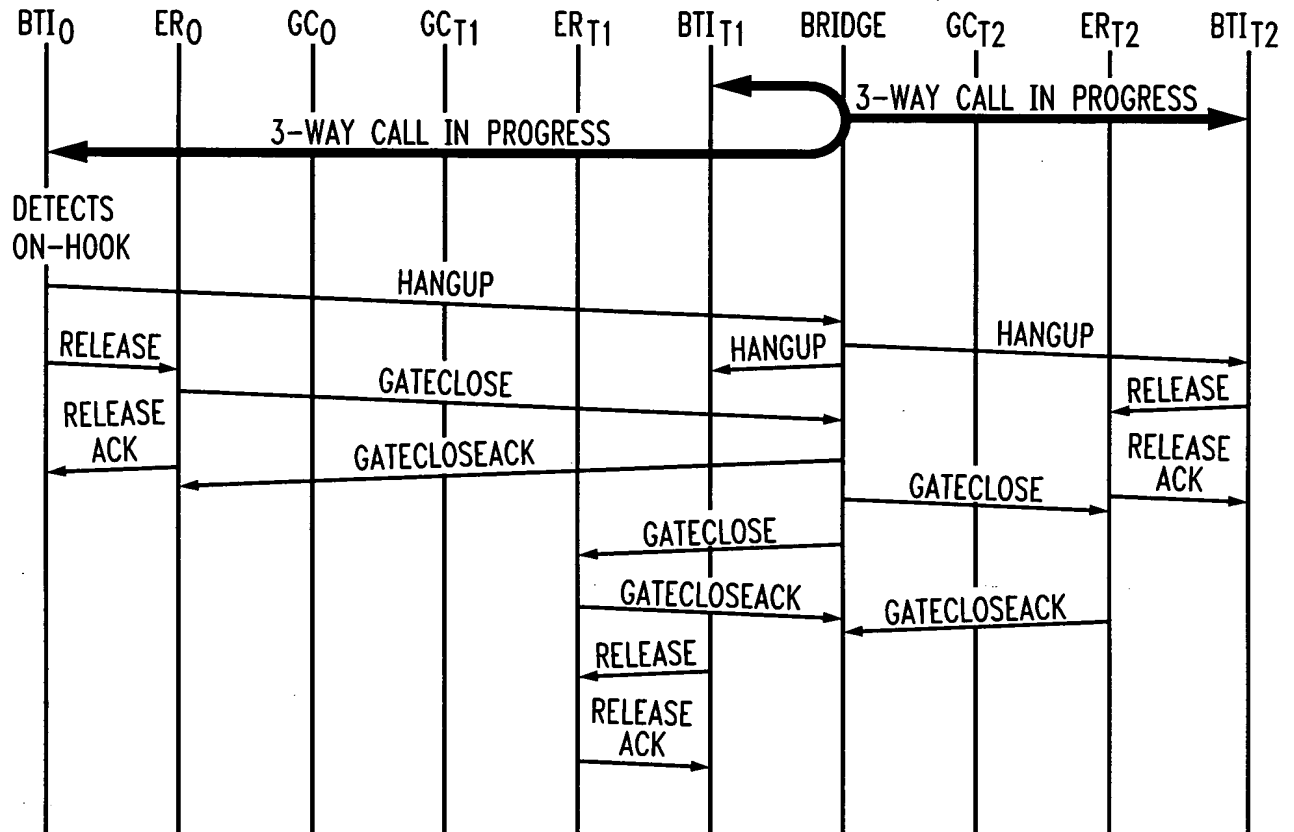 BTI0 ER0 GC0 GCT1 ERT1 BTIT1 BRIDGE GCT2 ERT2 BTIT2
3-WAY CALL IN PROGRESS
3-WAY CALL IN PROGRESS
DETECTS
ON-HOOK
HANGUP
HANGUP
HANGUP
RELEASE
GATECLOSE
RELEASE
RELEASE
ACK
GATECLOSEACK
RELEASE
ACK
GATECLOSE
GATECLOSE
GATECLOSEACK
GATECLOSEACK
RELEASE
RELEASE
ACK